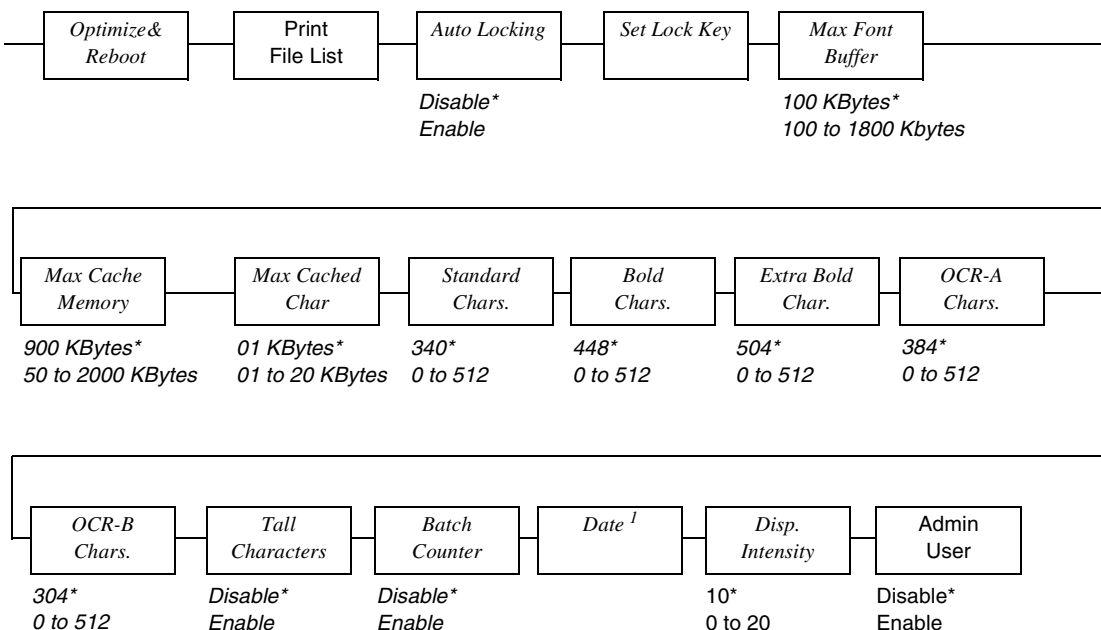 Optimize& Reboot
Print File List
Auto Locking
Set Lock Key
Max Font Buffer
Disable*
Enable
100 KBytes*
100 to 1800 Kbytes
Max Cache Memory
Max Cached Char
Standard Chars.
Bold Chars.
Extra Bold Char.
OCR-A Chars.
900 KBytes*
50 to 2000 KBytes
01 KBytes*
01 to 20 KBytes
340*
0 to 512
448*
0 to 512
504*
0 to 512
384*
0 to 512
OCR-B Chars.
Tall Characters
Batch Counter
Date 1
Disp. Intensity
Admin User
304*
0 to 512
Disable*
Enable
Disable*
Enable
10*
0 to 20
Disable*
Enable